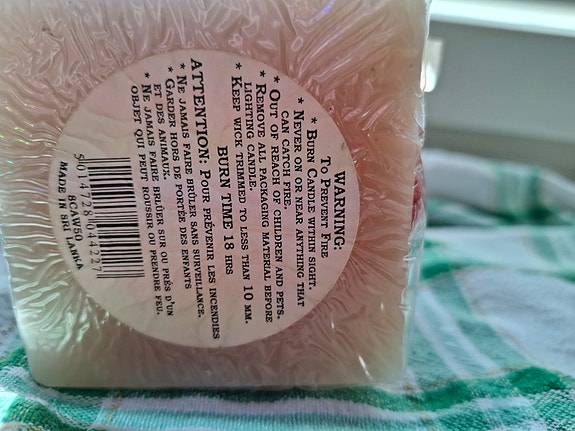 WARNING:
To Prevent Fire
* Burn Candle within sight.
* Never on or near anything that
can catch fire.
* Out of reach of children and pets.
* Remove all packaging material before
lighting candle.
* Keep wick trimmed to less than 10 mm.
BURN TIME 18 HRS
ATTENTION: Pour prévenir les incendies
* Ne jamais faire brûler sans surveillance.
* Garder hors de portée des enfants
et des animaux.
* Ne jamais faire brûler sur ou près d'un
objet qui peut roussir ou prendre feu.
5 014728 044237
8CAW50
MADE IN SRI LANKA